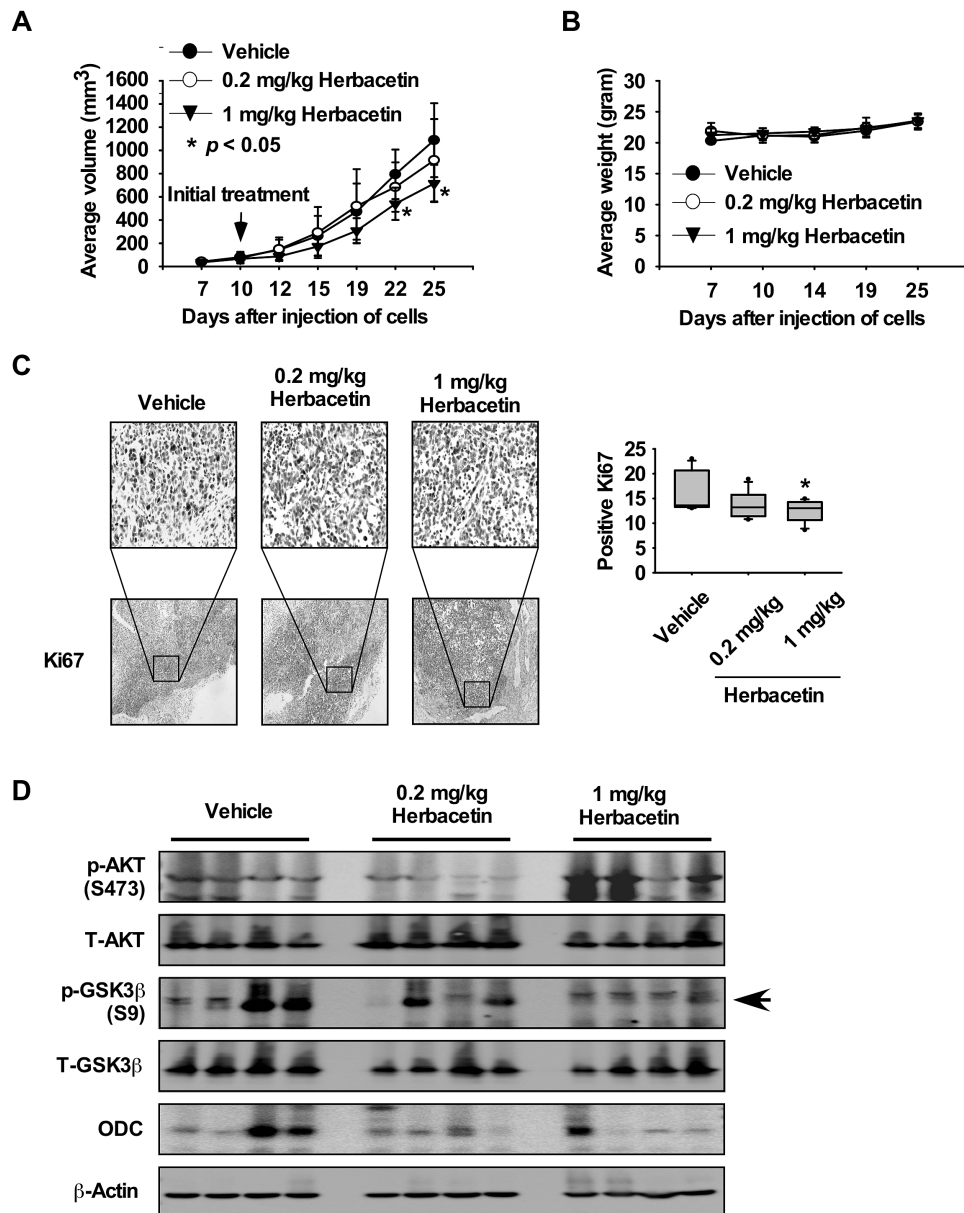 A
Vehicle
0.2 mg/kg Herbacetin
1 mg/kg Herbacetin
* p < 0.05
Initial treatment
Average volume (mm3)
1600
1400
1200
1000
800
600
400
200
0
*
*
7 10 12 15 19 22 25
Days after injection of cells
B
Average weight (gram)
30
25
20
15
10
5
0
Vehicle
0.2 mg/kg Herbacetin
1 mg/kg Herbacetin
7 10 14 19 25
Days after injection of cells
C
Vehicle
0.2 mg/kg
Herbacetin
1 mg/kg
Herbacetin
Ki67
Positive Ki67
25
20
15
10
5
0
*
Vehicle
0.2 mg/kg
1 mg/kg
Herbacetin
D
Vehicle
0.2 mg/kg
Herbacetin
1 mg/kg
Herbacetin
p-AKT
(S473)
T-AKT
p-GSK3β
(S9)
T-GSK3β
ODC
β-Actin